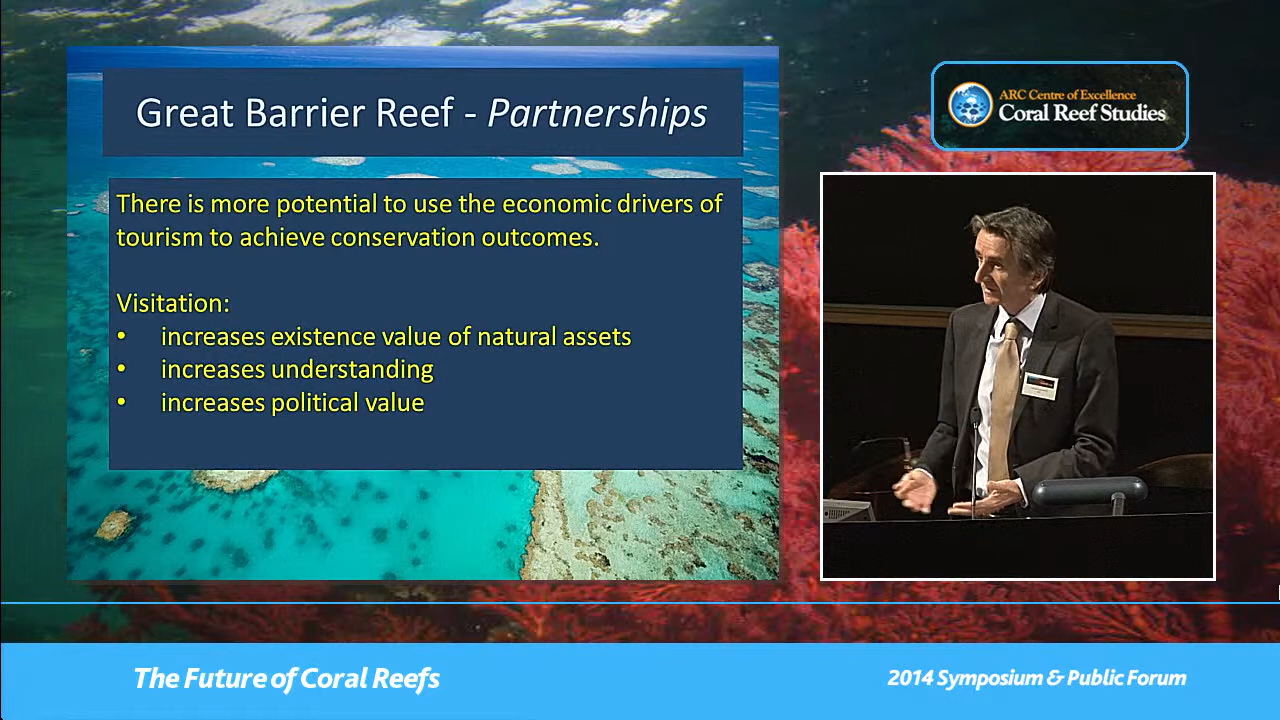 Great Barrier Reef - Partnerships
There is more potential to use the economic drivers of
tourism to achieve conservation outcomes.
Visitation:
• increases existence value of natural assets
• increases understanding
• increases political value
ARC Centre of Excellence
Coral Reef Studies
The Future of Coral Reefs
2014 Symposium & Public Forum